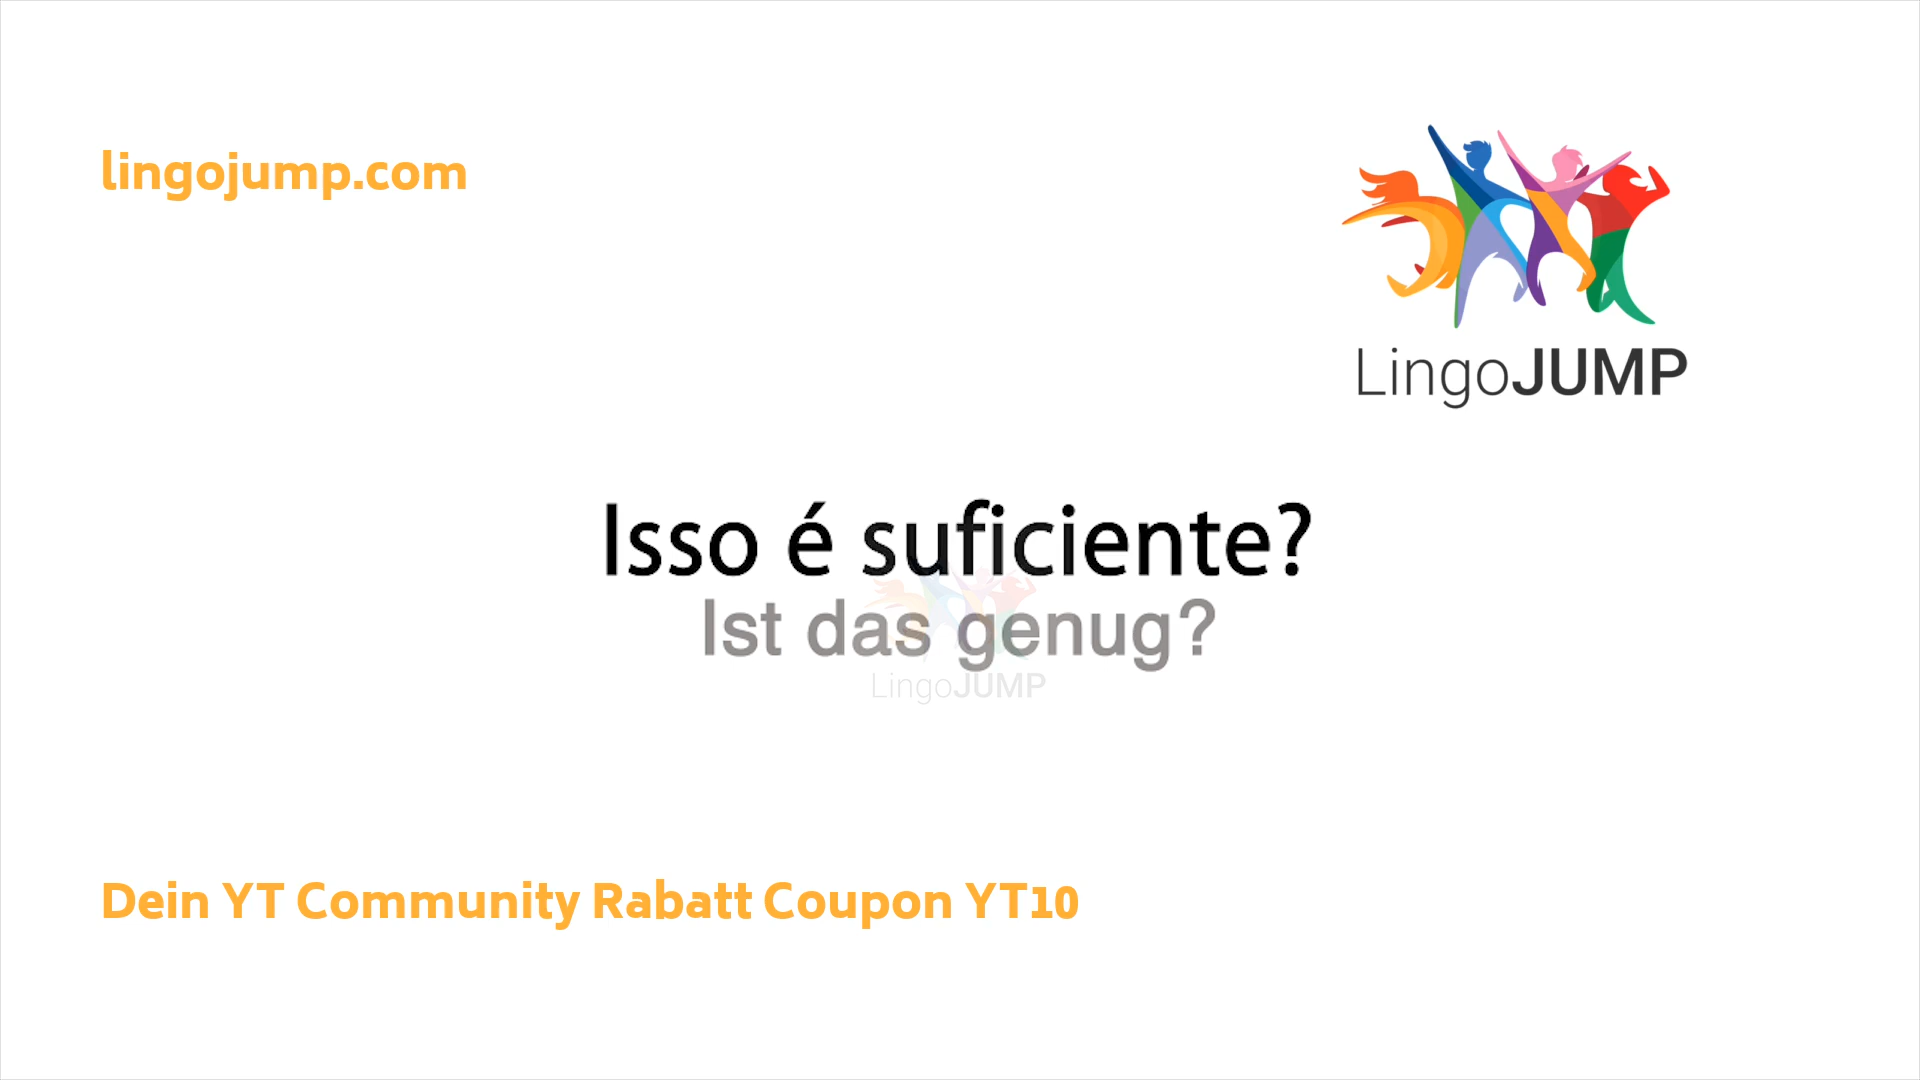 lingojump.com
LingoJUMP
Isso é suficiente?
Ist das genug?
LingoJUMP
Dein YT Community Rabatt Coupon YT10